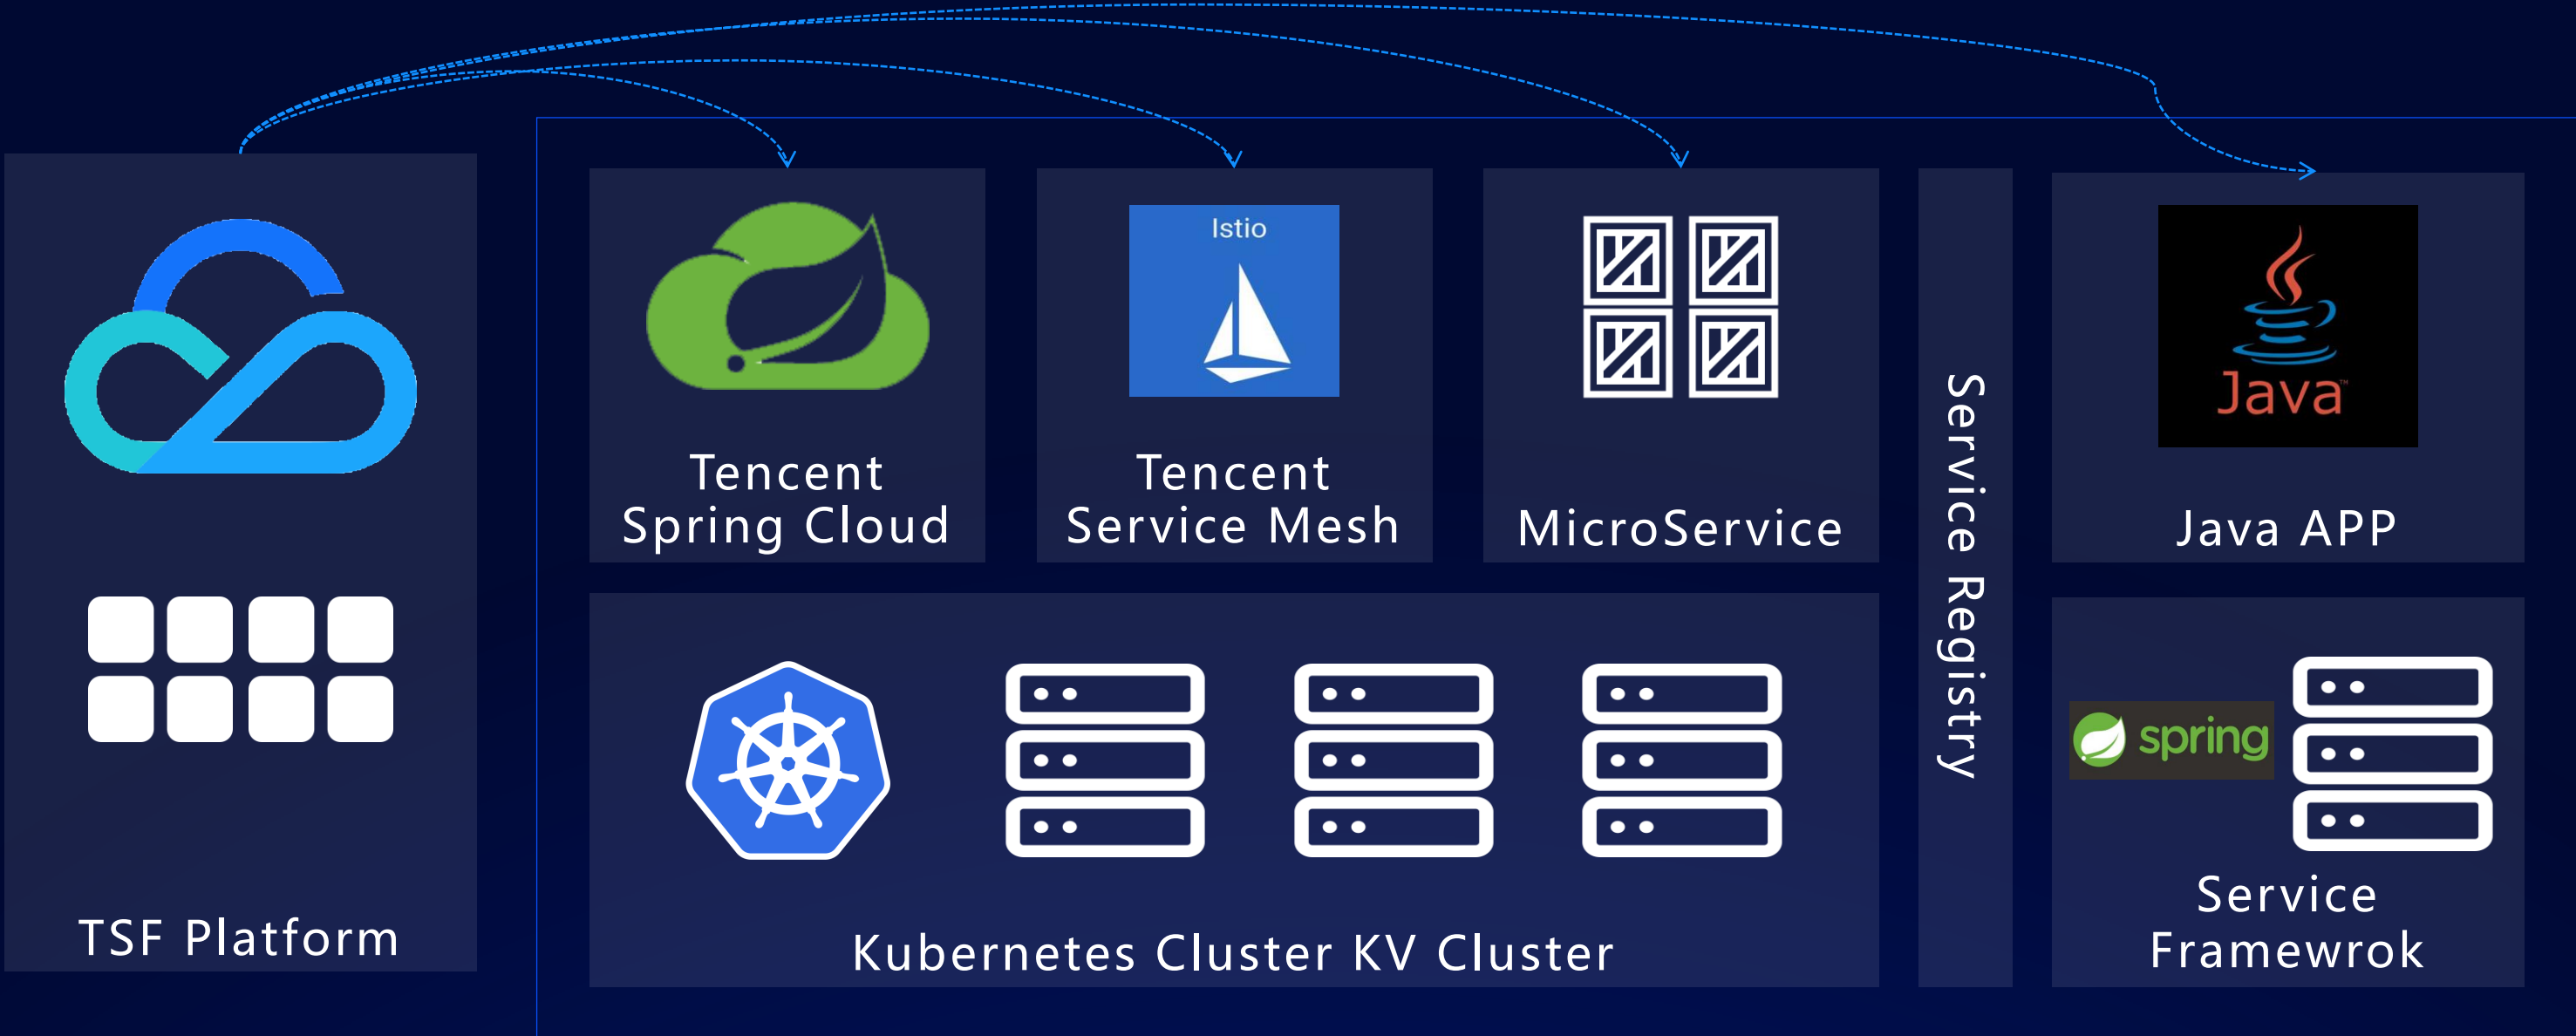 TSF Platform
Istio
Tencent
Spring Cloud
Tencent
Service Mesh
MicroService
Kubernetes Cluster KV Cluster
Service Registry
Java™
Java APP
spring
Service
Framewrok